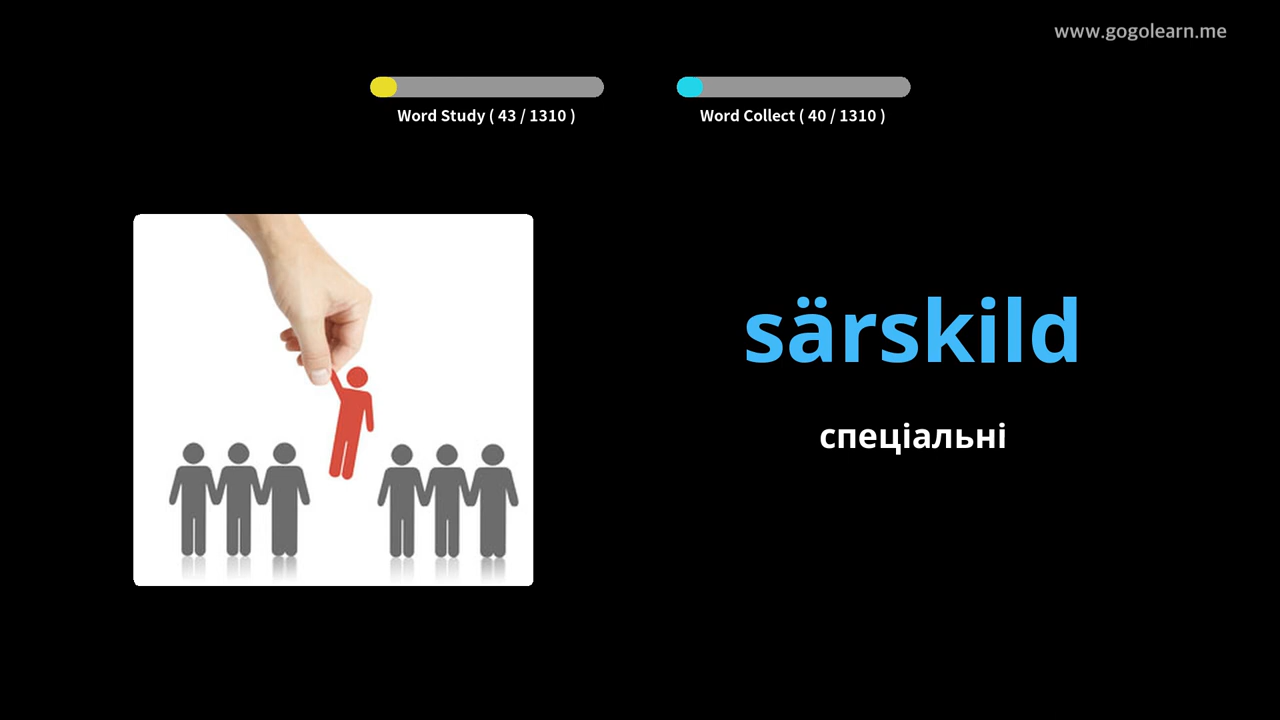 www.gogolearn.me
Word Study ( 43 / 1310 )
Word Collect ( 40 / 1310 )
särskild
спеціальні